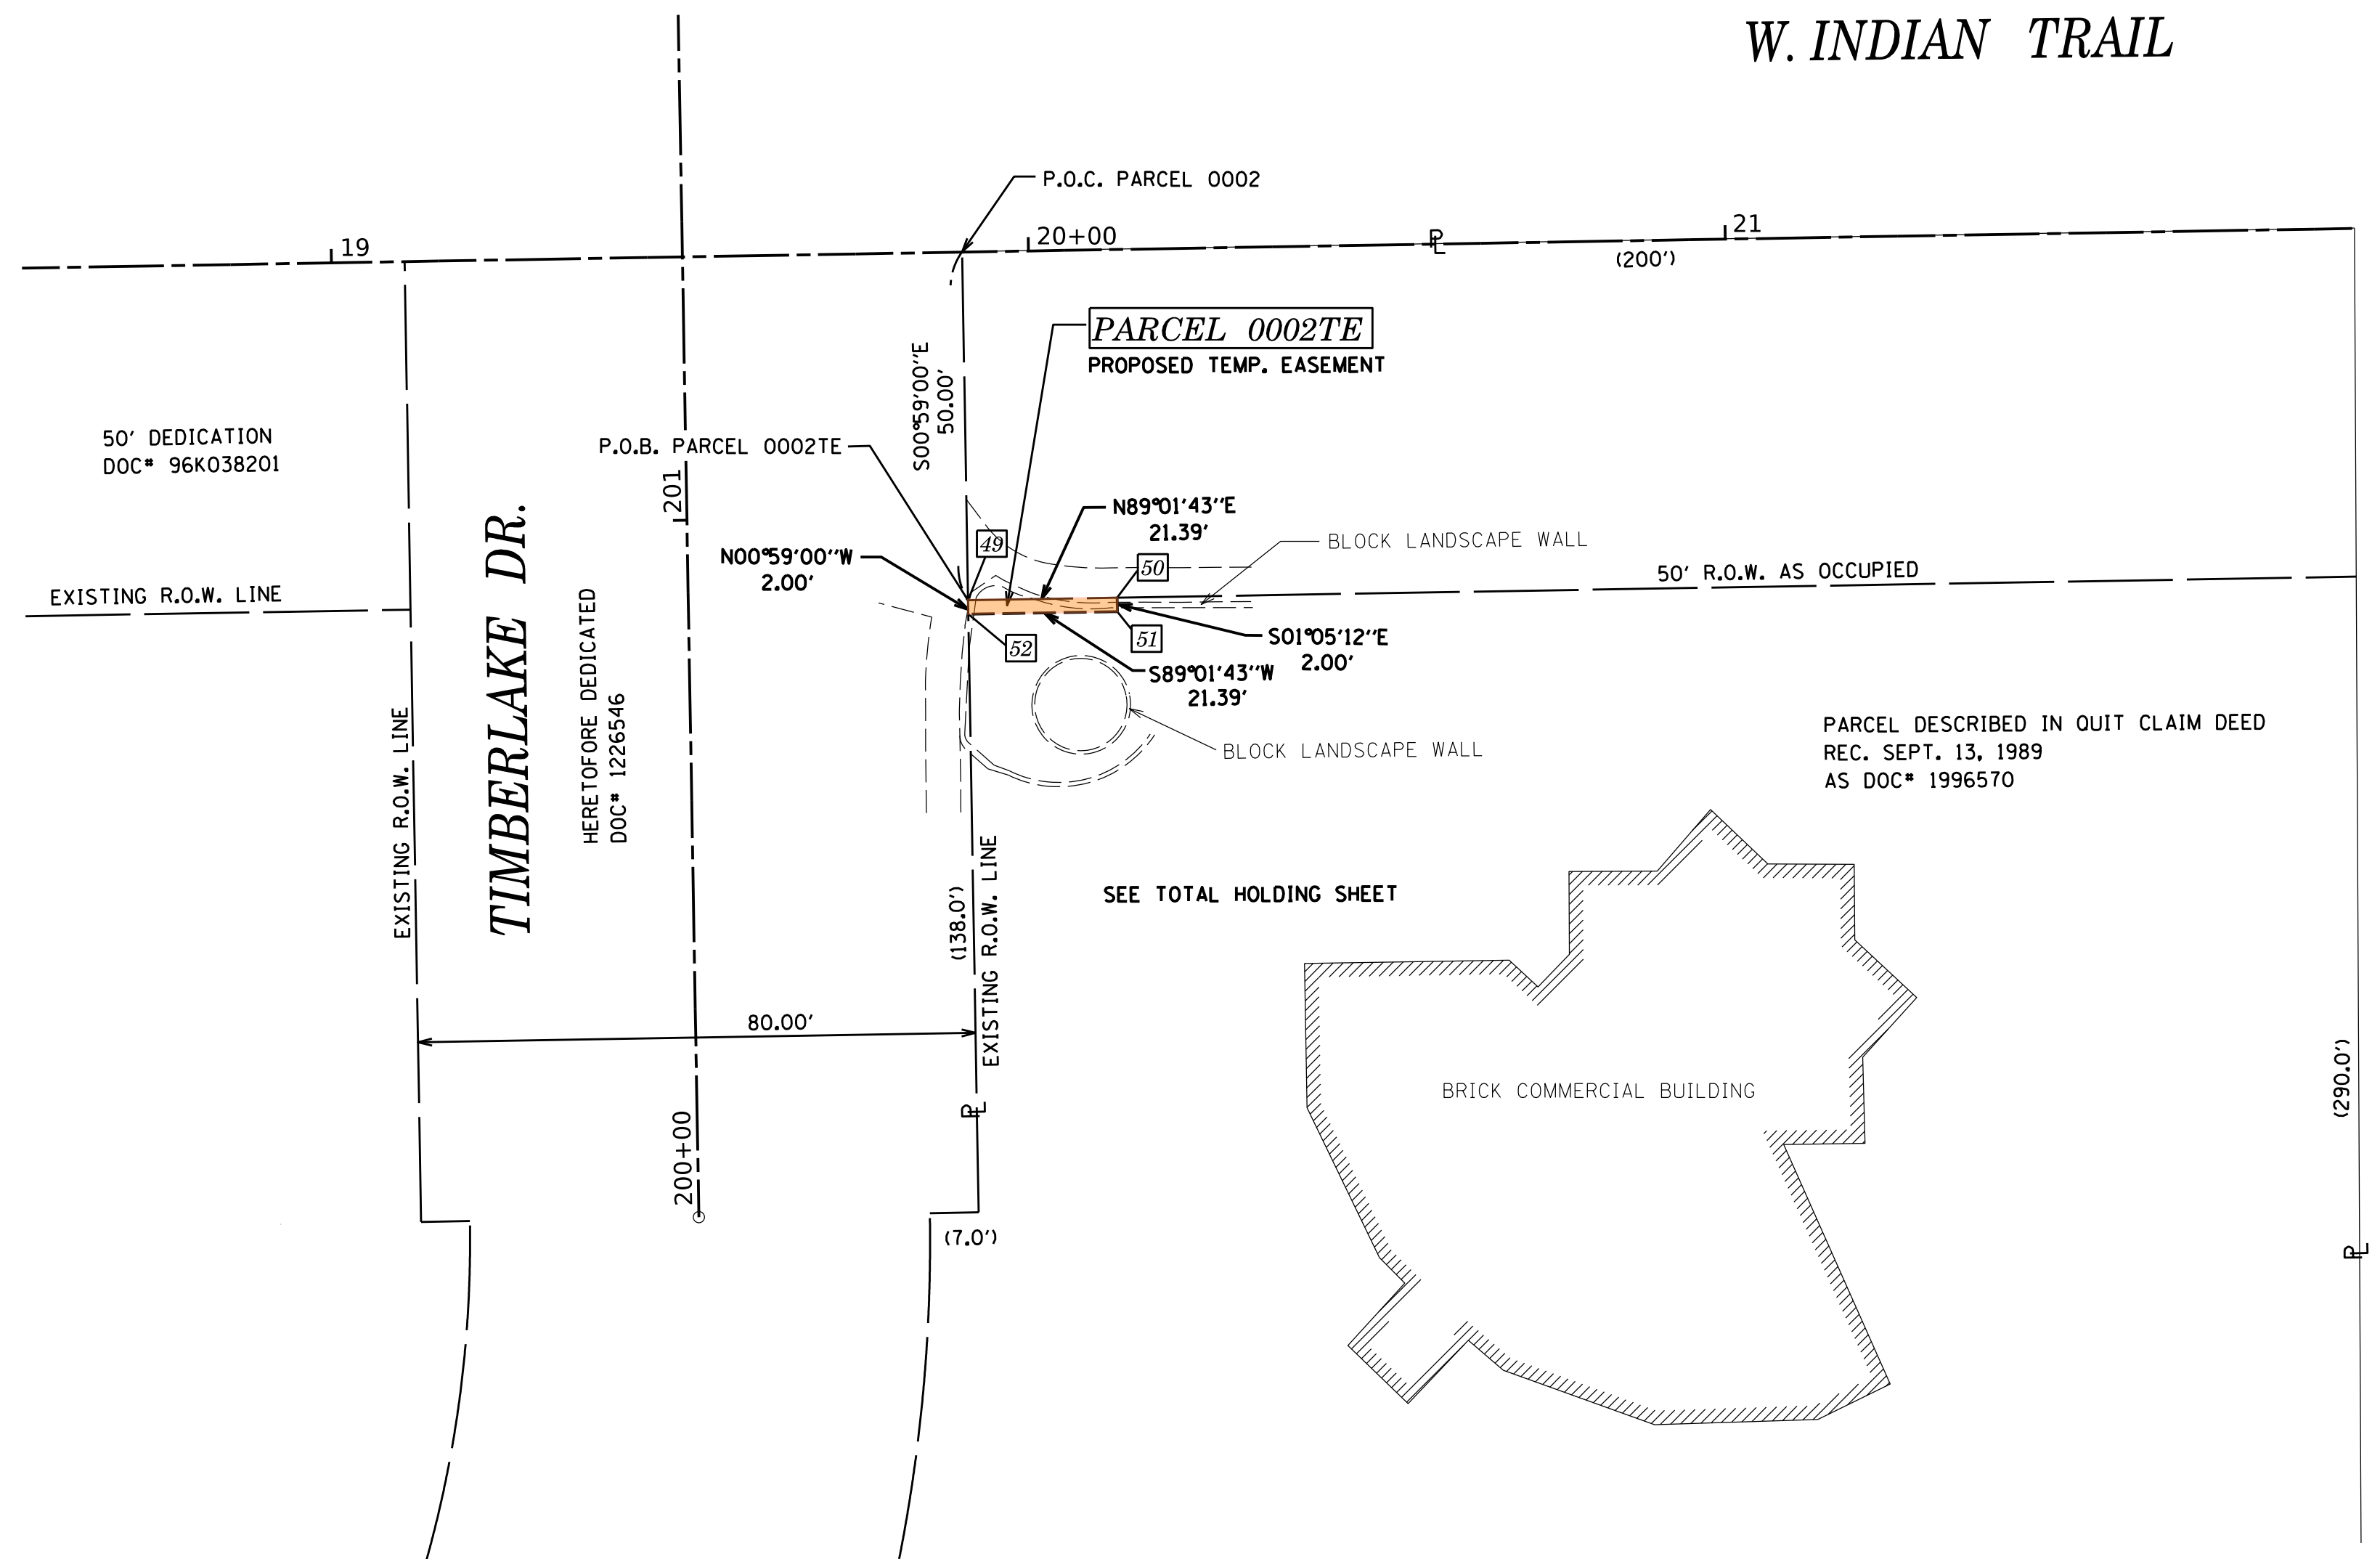 W. INDIAN TRAIL
P.O.C. PARCEL 0002
19
20+00
PL
21
(200')
PARCEL 0002TE
PROPOSED TEMP. EASEMENT
S00°59'00"E
50.00'
50' DEDICATION
DOC# 96K038201
P.O.B. PARCEL 0002TE
201
TIMBERLAKE DR.
HERETOFORE DEDICATED
DOC# 1226546
N89°01'43"E
21.39'
49
50
BLOCK LANDSCAPE WALL
N00°59'00"W
2.00'
50' R.O.W. AS OCCUPIED
EXISTING R.O.W. LINE
52
51
S01°05'12"E
2.00'
S89°01'43"W
21.39'
BLOCK LANDSCAPE WALL
PARCEL DESCRIBED IN QUIT CLAIM DEED
REC. SEPT. 13, 1989
AS DOC# 1996570
EXISTING R.O.W. LINE
SEE TOTAL HOLDING SHEET
(138.0')
EXISTING R.O.W. LINE
80.00'
BRICK COMMERCIAL BUILDING
(290.0')
PL
200+00
(7.0')
PL